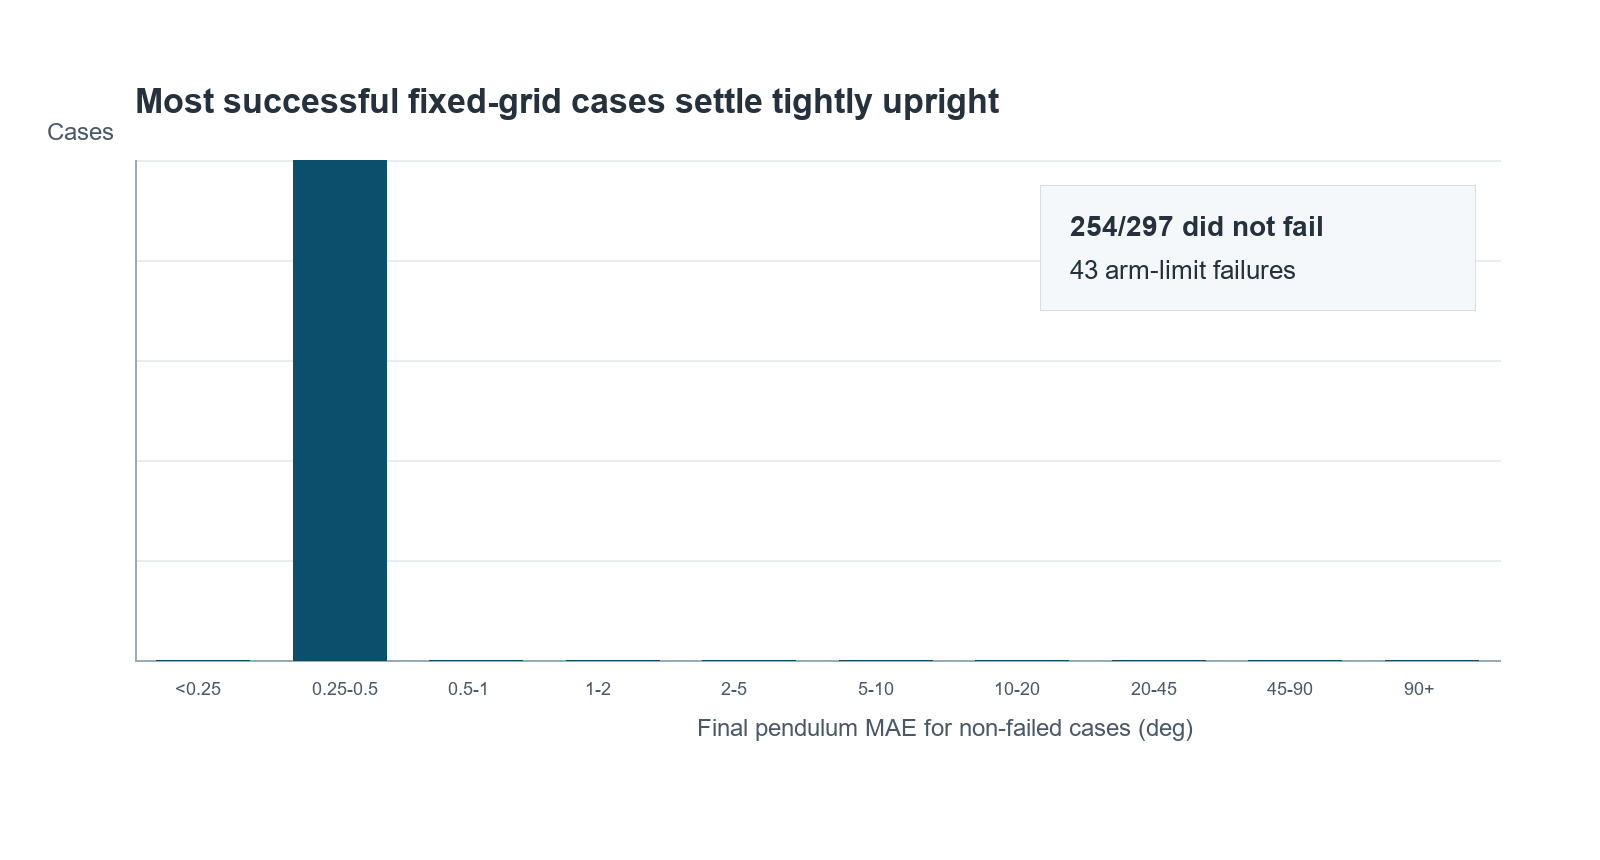 Most successful fixed-grid cases settle tightly upright
Cases
254/297 did not fail
43 arm-limit failures
<0.25 0.25-0.5 0.5-1 1-2 2-5 5-10 10-20 20-45 45-90 90+
Final pendulum MAE for non-failed cases (deg)